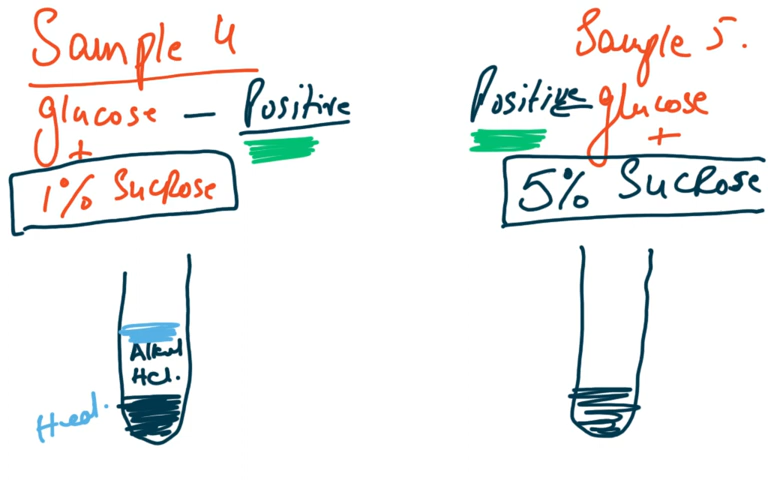 Sample 4
glucose — Positive
+
1% Sucrose
Alkal
HCl.
Heat.
Sample 5.
Positive glucose
+
5% Sucrose